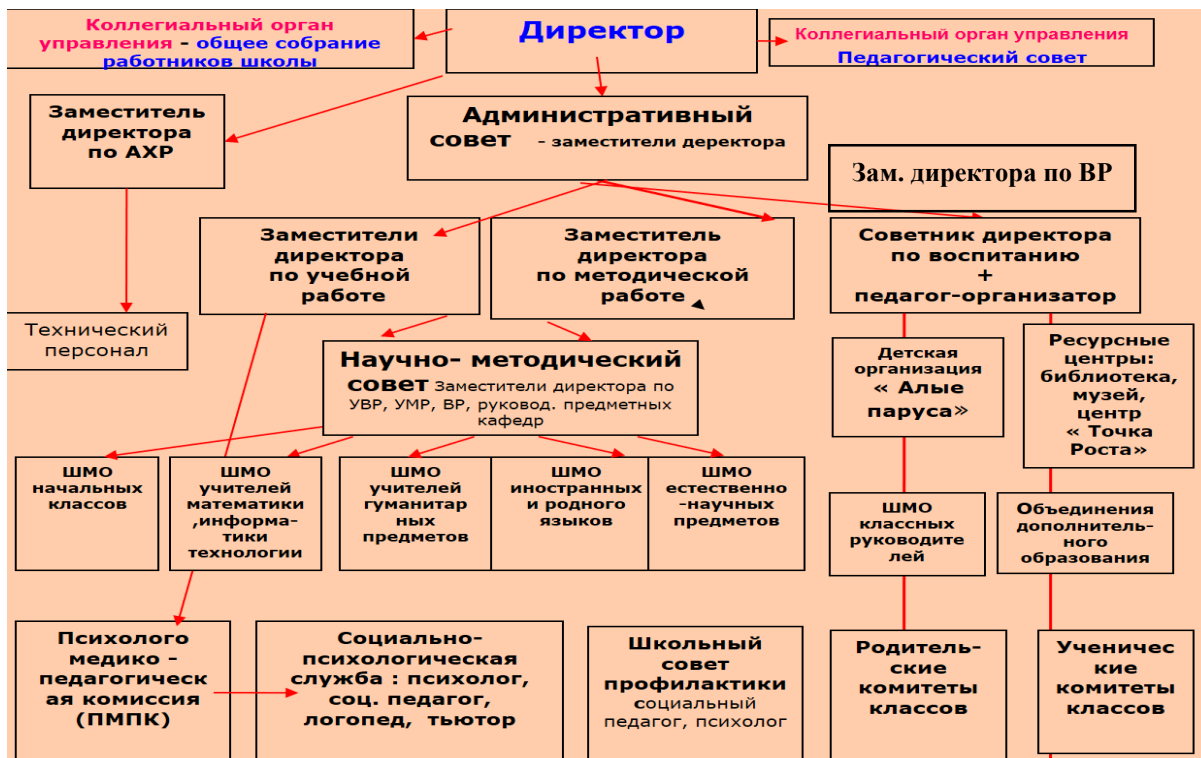 Коллегиальный орган
управления - общее собрание
работников школы
Директор
Коллегиальный орган управления
Педагогический совет
Заместитель
директора
по АХР
Административный
совет - заместители деректора
Зам. директора по ВР
Заместители
директора
по учебной
работе
Заместитель
директора
по методической
работе
Советник директора
по воспитанию
+
педагог-организатор
Технический
персонал
Научно- методический
совет Заместители директора по
УВР, УМР, ВР, руковод. предметных
кафедр
Детская
организация
« Алые
паруса»
Ресурсные
центры:
библиотека,
музей,
центр
« Точка
Роста»
ШМО
начальных
классов
ШМО
учителей
математики
,информа-
тики
технологии
ШМО
учителей
гуманитар
ных
предметов
ШМО
иностранных
и родного
языков
ШМО
естественно
-научных
предметов
ШМО
классных
руководите
лей
Объединения
дополнитель-
ного
образования
Психолого
медико -
педагогическ
ая комиссия
(ПМПК)
Социально-
психологическая
служба : психолог,
соц. педагог,
логопед, тьютор
Школьный
совет
профилактики
социальный
педагог, психолог
Родитель-
ские
комитеты
классов
Ученичес
кие
комитеты
классов